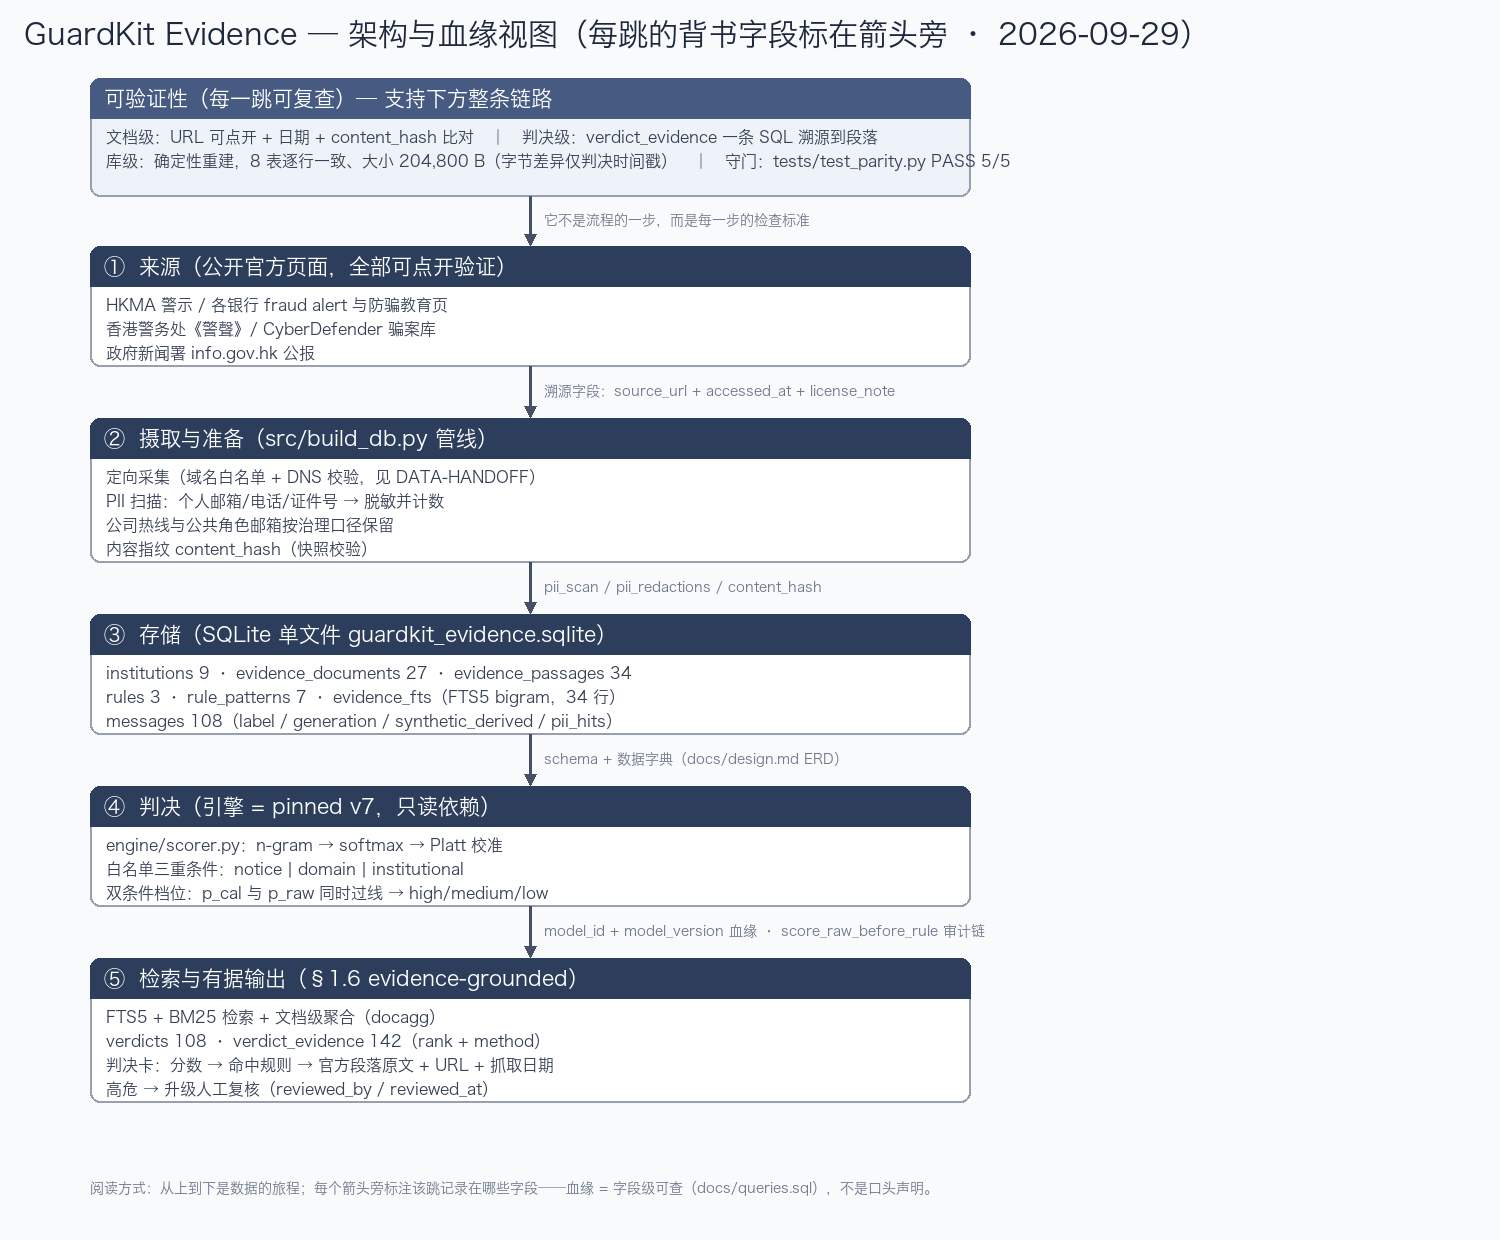 GuardKit Evidence — 架构与血缘视图（每跳的背书字段标在箭头旁 · 2026-09-29）
可验证性（每一跳可复查）— 支持下方整条链路
文档级：URL 可点开 + 日期 + content_hash 比对 ｜ 判决级：verdict_evidence 一条 SQL 溯源到段落
库级：确定性重建，8 表逐行一致、大小 204,800 B（字节差异仅判决时间戳） ｜ 守门：tests/test_parity.py PASS 5/5
它不是流程的一步，而是每一步的检查标准
① 来源（公开官方页面，全部可点开验证）
HKMA 警示 / 各银行 fraud alert 与防骗教育页
香港警务处《警聲》/ CyberDefender 骗案库
政府新闻署 info.gov.hk 公报
溯源字段：source_url + accessed_at + license_note
② 摄取与准备（src/build_db.py 管线）
定向采集（域名白名单 + DNS 校验，见 DATA-HANDOFF）
PII 扫描：个人邮箱/电话/证件号 → 脱敏并计数
公司热线与公共角色邮箱按治理口径保留
内容指纹 content_hash（快照校验）
pii_scan / pii_redactions / content_hash
③ 存储（SQLite 单文件 guardkit_evidence.sqlite）
institutions 9 · evidence_documents 27 · evidence_passages 34
rules 3 · rule_patterns 7 · evidence_fts（FTS5 bigram，34 行）
messages 108（label / generation / synthetic_derived / pii_hits）
schema + 数据字典（docs/design.md ERD）
④ 判决（引擎 = pinned v7，只读依赖）
engine/scorer.py：n-gram → softmax → Platt 校准
白名单三重条件：notice | domain | institutional
双条件档位：p_cal 与 p_raw 同时过线 → high/medium/low
model_id + model_version 血缘 · score_raw_before_rule 审计链
⑤ 检索与有据输出（§1.6 evidence-grounded）
FTS5 + BM25 检索 + 文档级聚合（docagg）
verdicts 108 · verdict_evidence 142（rank + method）
判决卡：分数 → 命中规则 → 官方段落原文 + URL + 抓取日期
高危 → 升级人工复核（reviewed_by / reviewed_at）
阅读方式：从上到下是数据的旅程；每个箭头旁标注该跳记录在哪些字段——血缘 = 字段级可查（docs/queries.sql），不是口头声明。